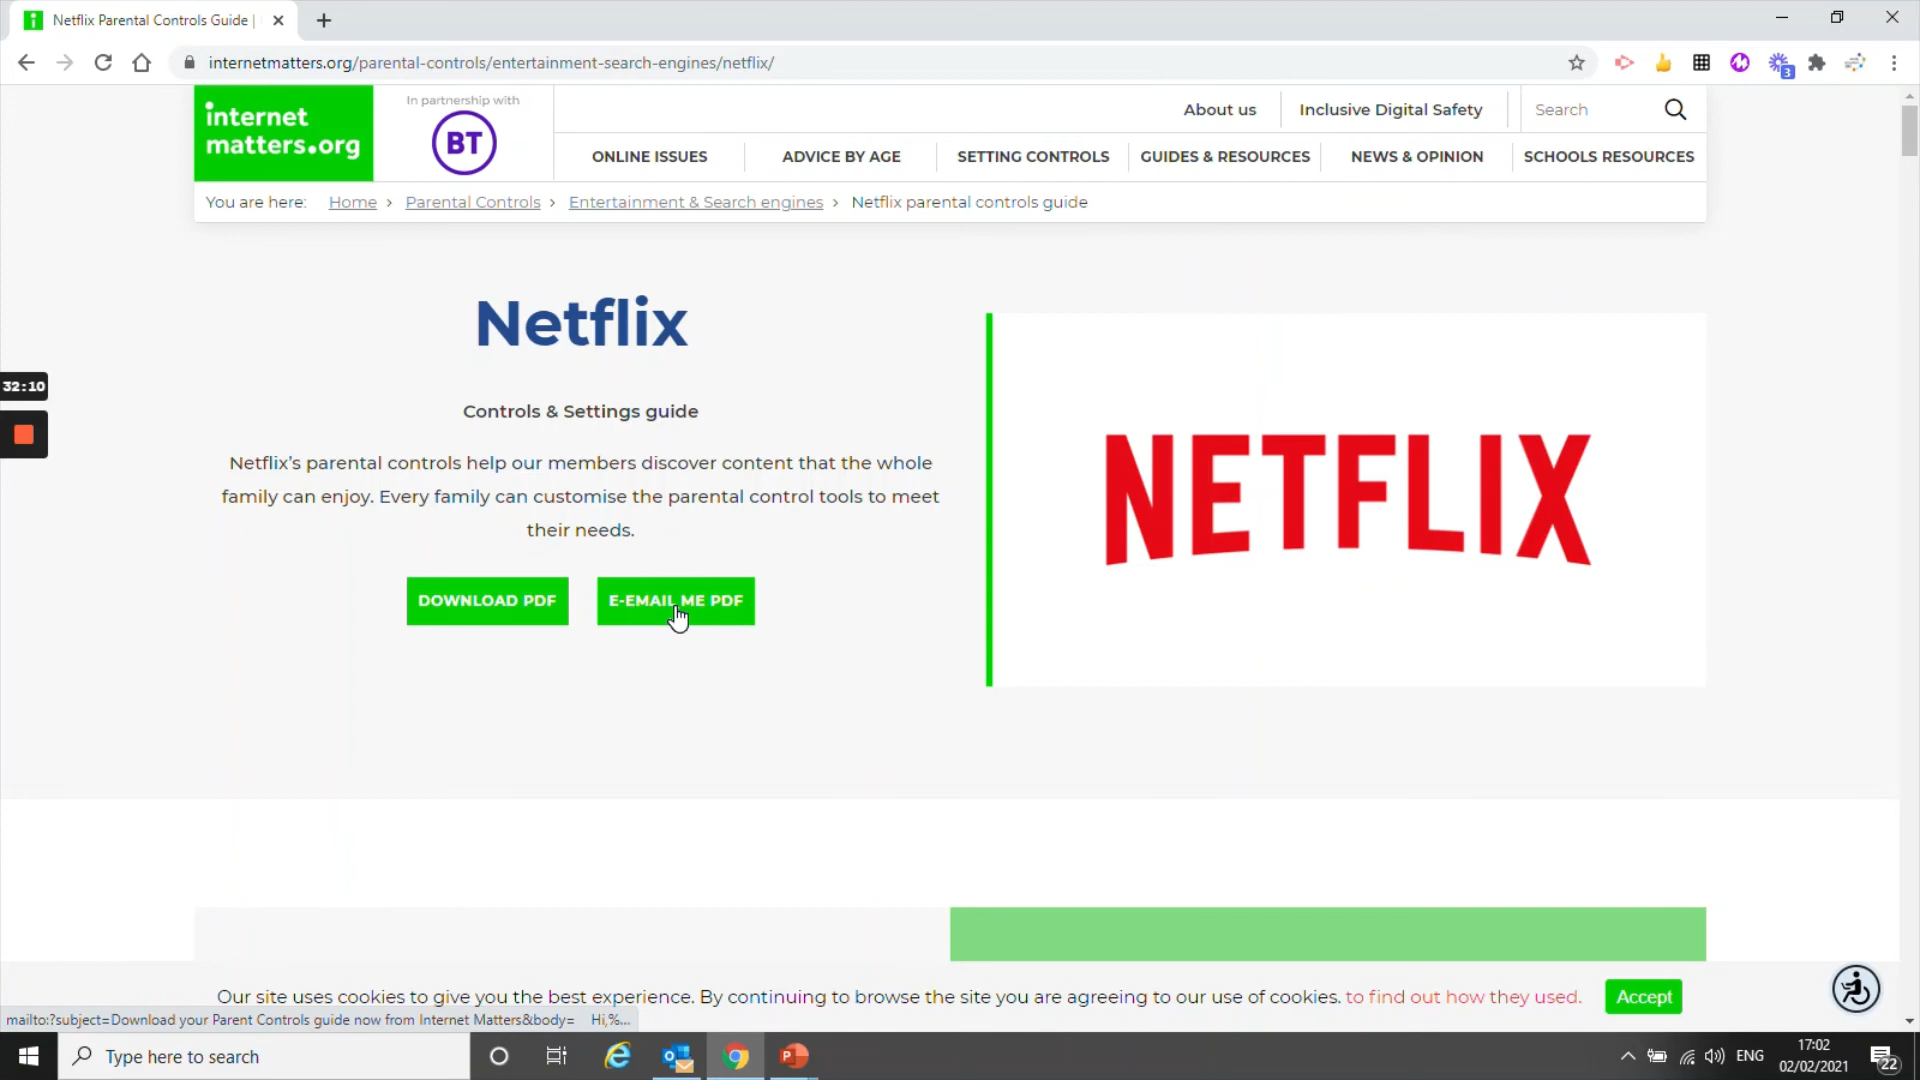 Netflix Parental Controls Guide |
internetmatters.org/parental-controls/entertainment-search-engines/netflix/
3
internet
matters.org
In partnership with
BT
About us
Inclusive Digital Safety
Search
ONLINE ISSUES
ADVICE BY AGE
SETTING CONTROLS
GUIDES & RESOURCES
NEWS & OPINION
SCHOOLS RESOURCES
You are here: Home › Parental Controls › Entertainment & Search engines › Netflix parental controls guide
Netflix
Controls & Settings guide
Netflix's parental controls help our members discover content that the whole
family can enjoy. Every family can customise the parental control tools to meet
their needs.
DOWNLOAD PDF
E-EMAIL ME PDF
NETFLIX
32:10
Our site uses cookies to give you the best experience. By continuing to browse the site you are agreeing to our use of cookies. to find out how they used.
Accept
mailto:?subject=Download your Parent Controls guide now from Internet Matters&body= Hi,%...
Type here to search
ENG
17:02
02/02/2021
22